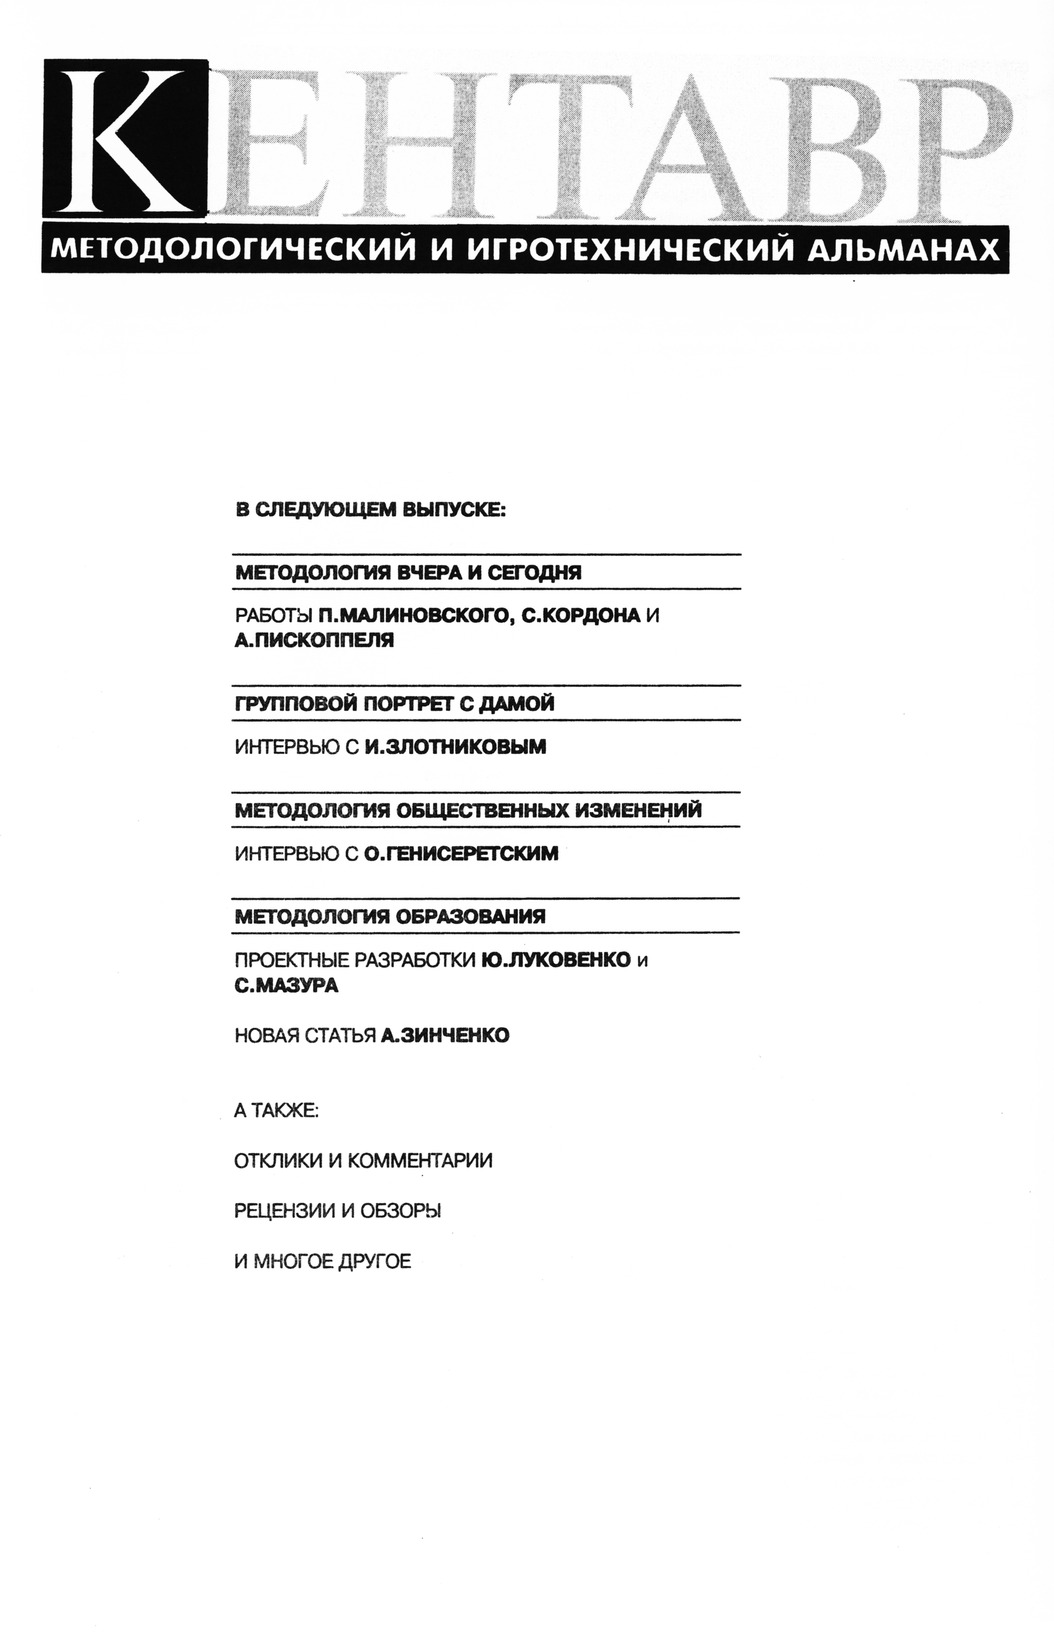 КЕНТАВР
МЕТОДОЛОГИЧЕСКИЙ И ИГРОТЕХНИЧЕСКИЙ АЛЬМАНАХ
В СЛЕДУЮЩЕМ ВЫПУСКЕ:
МЕТОДОЛОГИЯ ВЧЕРА И СЕГОДНЯ
РАБОТЫ П.МАЛИНОВСКОГО, С.КОРДОНА И
А.ПИСКОППЕЛЯ
ГРУППОВОЙ ПОРТРЕТ С ДАМОЙ
ИНТЕРВЬЮ С И.ЗЛОТНИКОВЫМ
МЕТОДОЛОГИЯ ОБЩЕСТВЕННЫХ ИЗМЕНЕНИЙ
ИНТЕРВЬЮ С О.ГЕНИСЕРЕТСКИМ
МЕТОДОЛОГИЯ ОБРАЗОВАНИЯ
ПРОЕКТНЫЕ РАЗРАБОТКИ Ю.ЛУКОВЕНКО и
С.МАЗУРА
НОВАЯ СТАТЬЯ А.ЗИНЧЕНКО
А ТАКЖЕ:
ОТКЛИКИ И КОММЕНТАРИИ
РЕЦЕНЗИИ И ОБЗОРЫ
И МНОГОЕ ДРУГОЕ